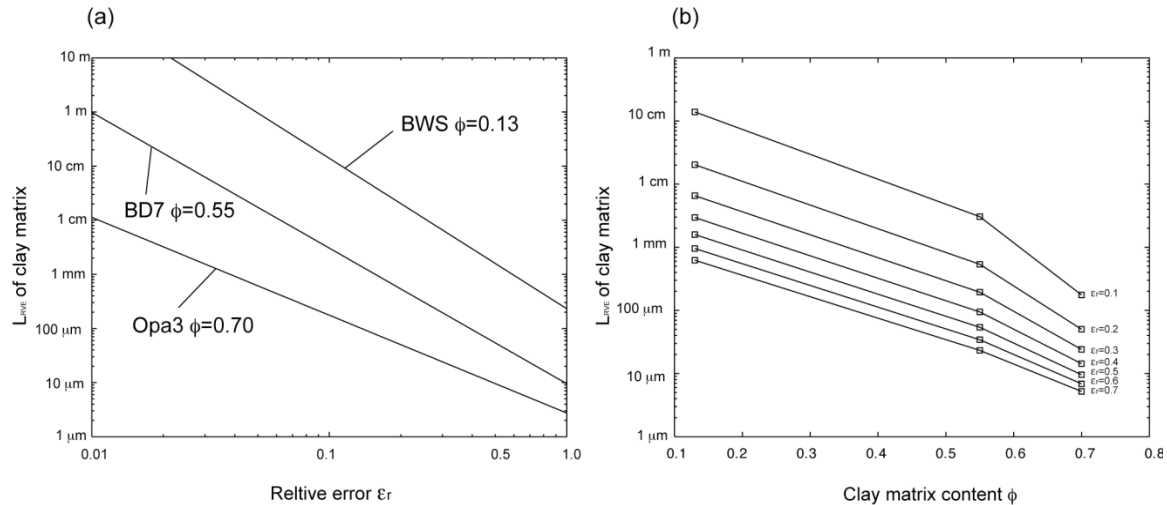 (a)
10 m
1 m
10 cm
1 cm
1 mm
100 μm
10 μm
1 μm
LRVE of clay matrix
BWS ϕ=0.13
BD7 ϕ=0.55
Opa3 ϕ=0.70
0.01
0.1
1.0
Reltive error εr
(b)
1 m
10 cm
1 cm
1 mm
100 μm
10 μm
1 μm
LRVE of clay matrix
εr=0.1
εr=0.2
εr=0.3
εr=0.4
εr=0.5
εr=0.6
εr=0.7
0.1
0.2
0.3
0.4
0.5
0.6
0.7
0.8
Clay matrix content ϕ